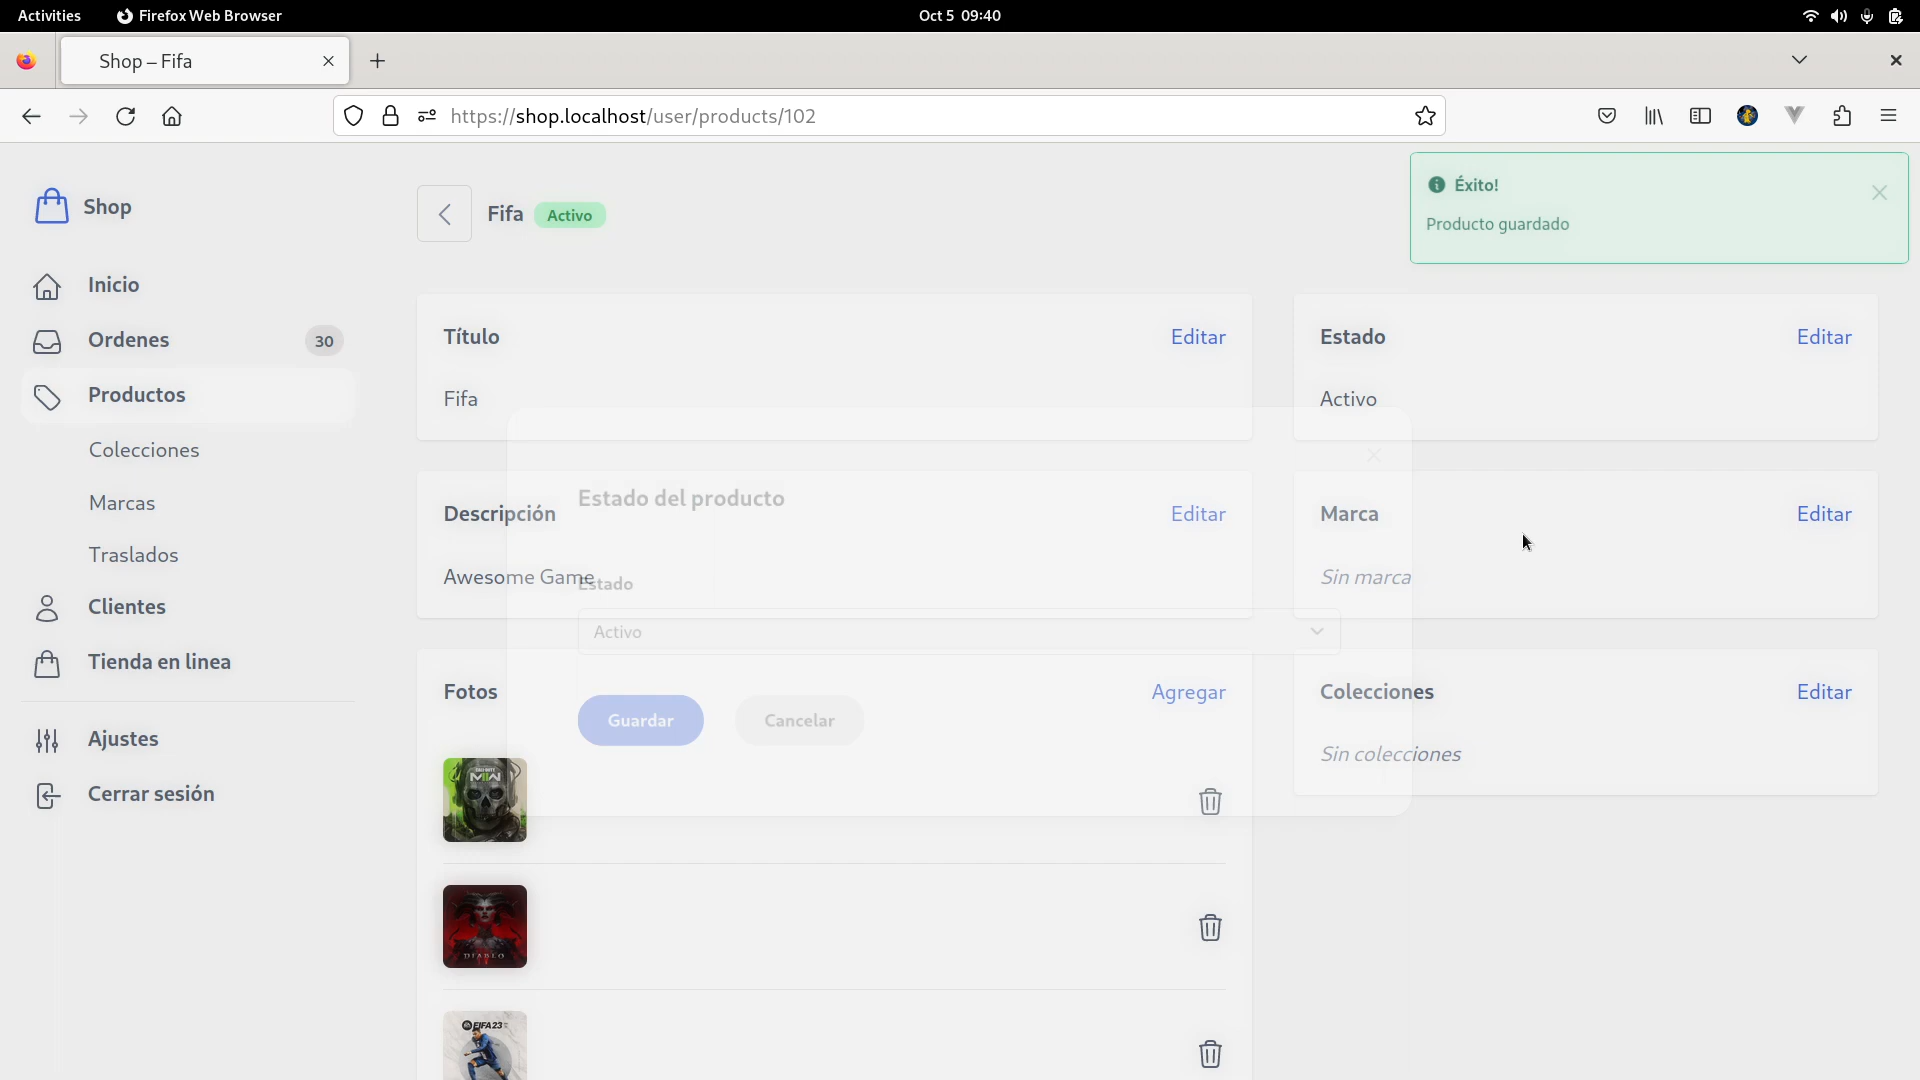 Activities
Firefox Web Browser
Oct 5 09:40
Shop – Fifa
https://shop.localhost/user/products/102
Shop
Inicio
Ordenes
30
Productos
Colecciones
Marcas
Traslados
Clientes
Tienda en linea
Ajustes
Cerrar sesión
Fifa
Activo
Éxito!
Producto guardado
Título
Editar
Fifa
Estado
Editar
Activo
Descripción
Editar
Awesome Game
Marca
Editar
Sin marca
Fotos
Agregar
Colecciones
Editar
Sin colecciones
Estado del producto
Estado
Activo
Guardar
Cancelar
DIABLO
FIFA 23